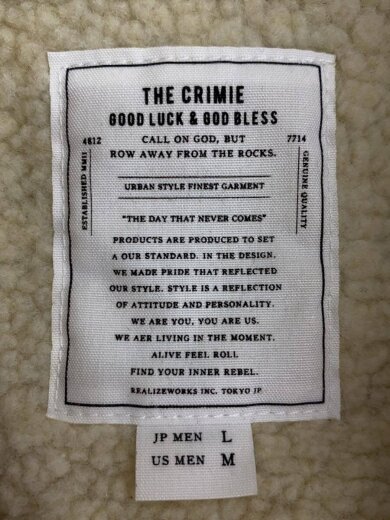 THE CRIMIE
GOOD LUCK & GOD BLESS
4812
CALL ON GOD, BUT
7714
ROW AWAY FROM THE ROCKS.
ESTABLISHED MMII
GENUINE QUALITY
URBAN STYLE FINEST GARMENT
"THE DAY THAT NEVER COMES"
PRODUCTS ARE PRODUCED TO SET
A OUR STANDARD. IN THE DESIGN.
WE MADE PRIDE THAT REFLECTED
OUR STYLE. STYLE IS A REFLECTION
OF ATTITUDE AND PERSONALITY.
WE ARE YOU, YOU ARE US.
WE AER LIVING IN THE MOMENT.
ALIVE FEEL ROLL
FIND YOUR INNER REBEL.
REALIZEWORKS INC. TOKYO JP
JP MEN L
US MEN M